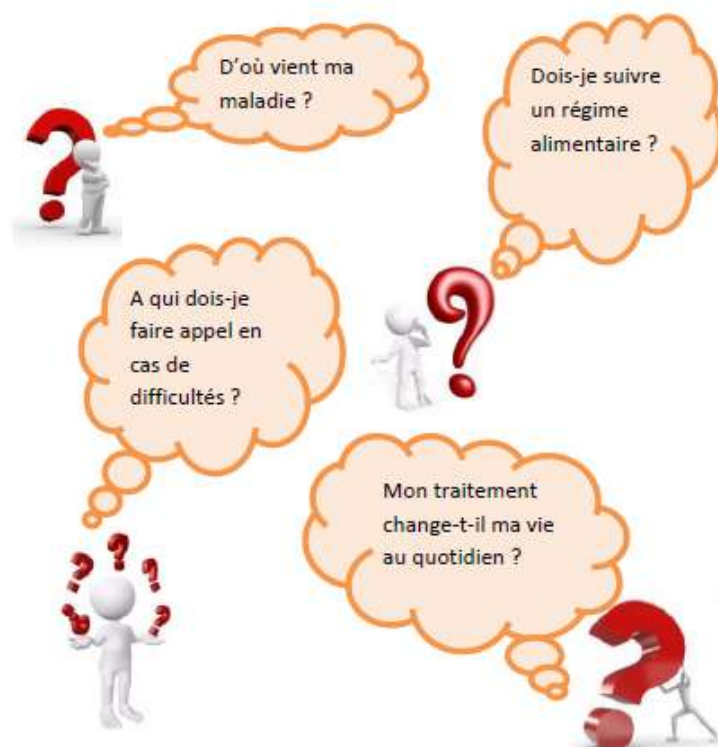 D'où vient ma
maladie ?
Dois-je suivre
un régime
alimentaire ?
A qui dois-je
faire appel en
cas de
difficultés ?
Mon traitement
change-t-il ma vie
au quotidien ?